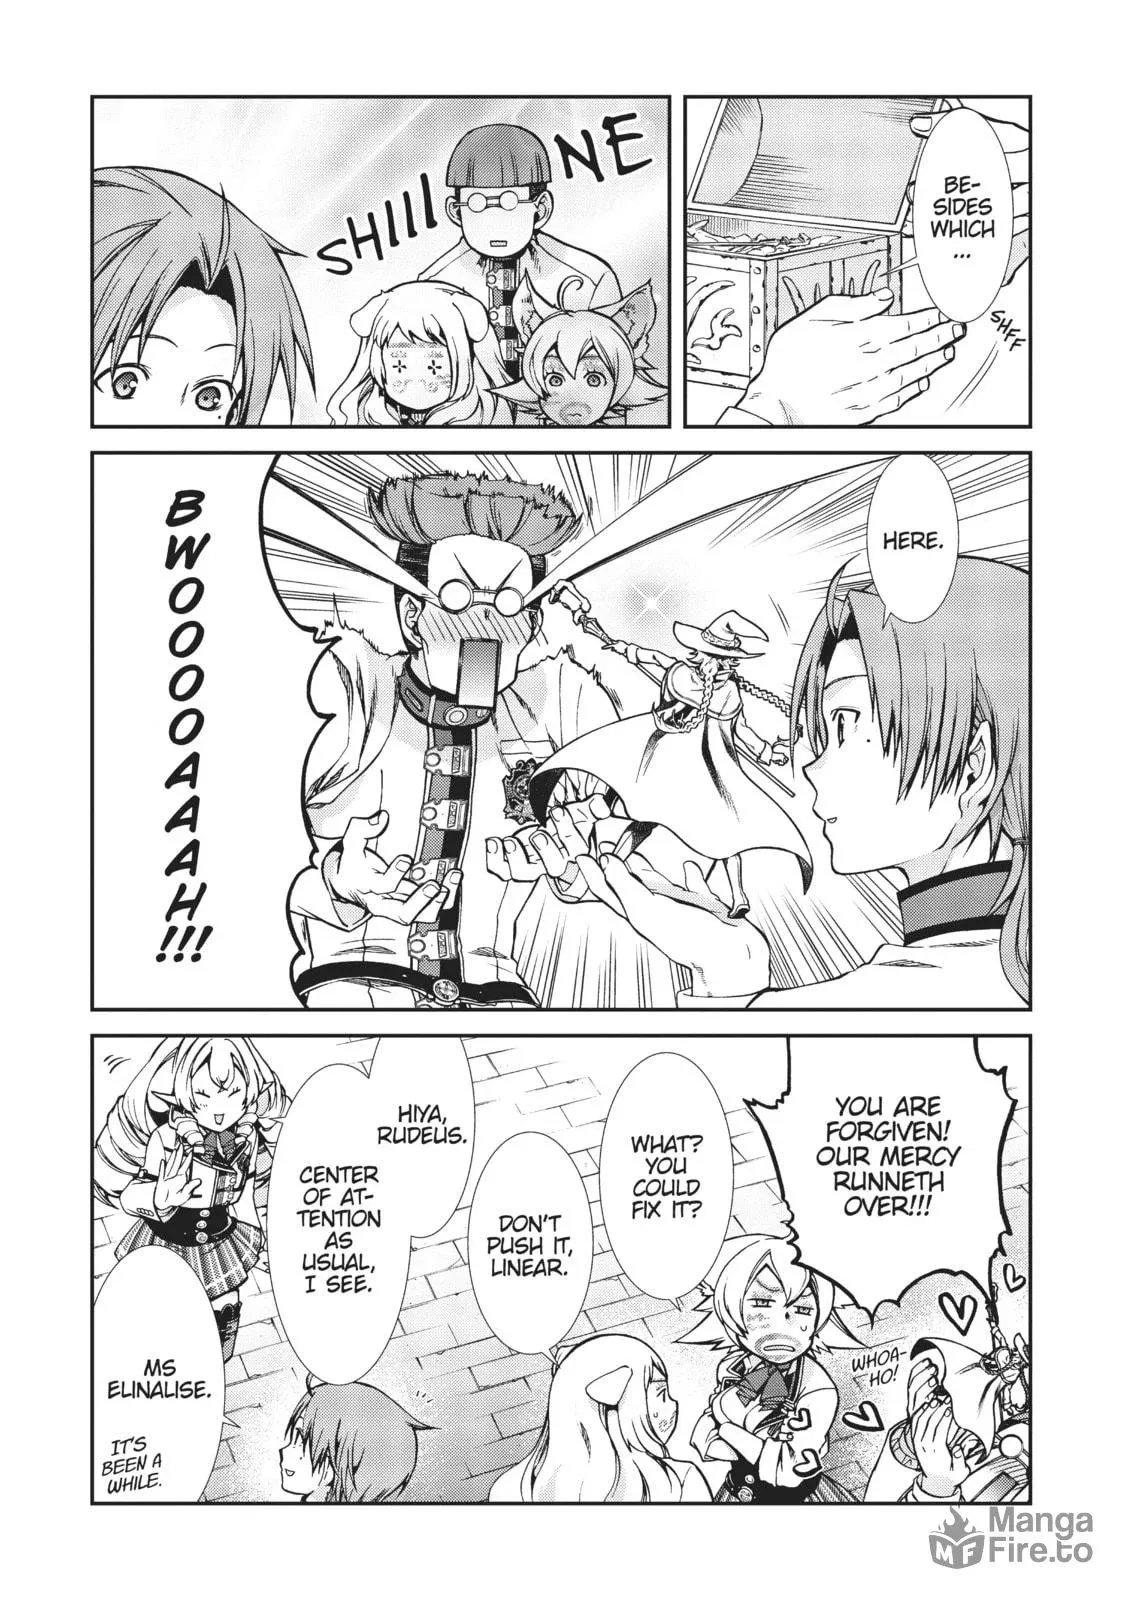 BE-
SIDES
WHICH
...
SHFF
SHIIIINE
HERE.
BWOOOOOAAAAH!!!
YOU ARE
FORGIVEN!
OUR MERCY
RUNNETH
OVER!!!
WHOA-
HO!
WHAT?
YOU
COULD
FIX IT?
DON'T
PUSH IT,
LINEAR.
HIYA,
RUDEUS.
CENTER
OF AT-
TENTION
AS
USUAL,
I SEE.
MS
ELINALISE.
IT'S
BEEN A
WHILE.
MF
Manga
Fire.to